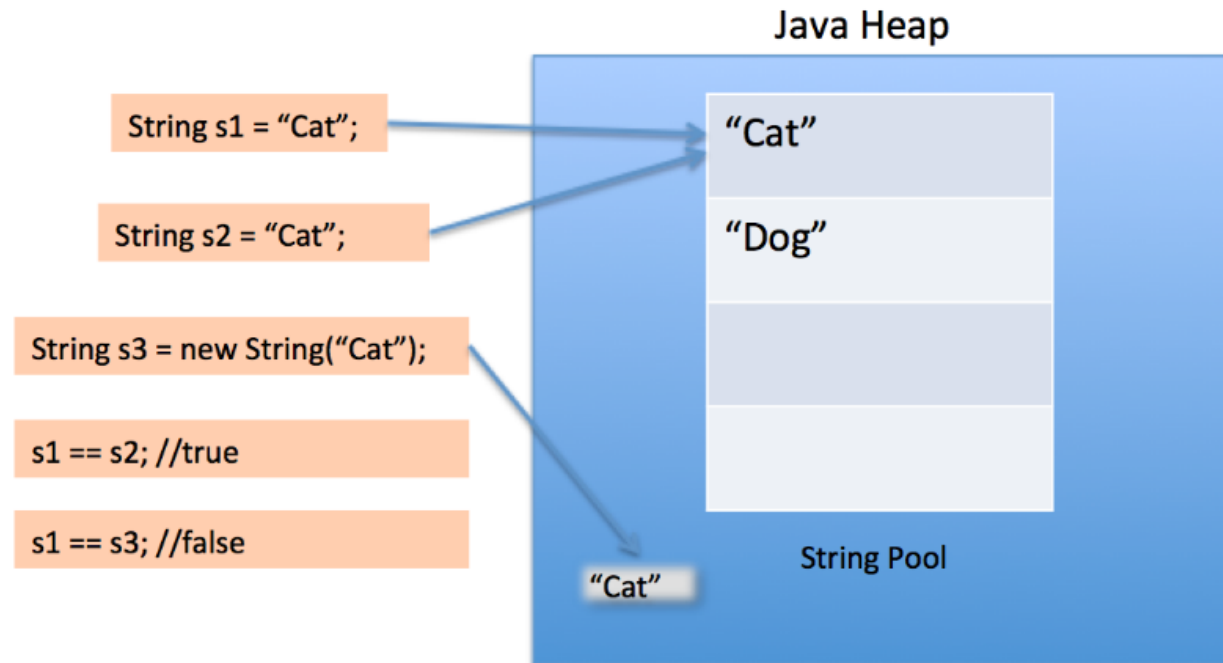 Java Heap
String s1 = “Cat”;
String s2 = “Cat”;
String s3 = new String(“Cat”);
s1 == s2; //true
s1 == s3; //false
“Cat”
“Dog”
String Pool
“Cat”